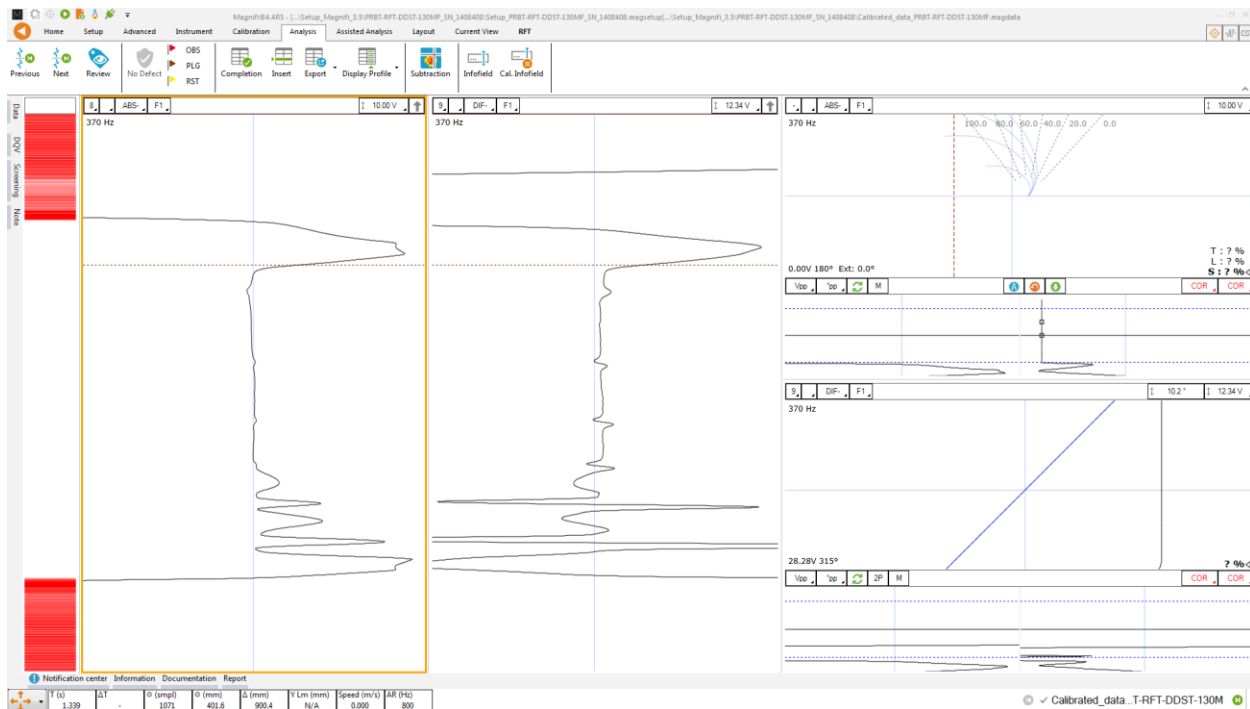 Magnifi®4.4R5 - [...\Setup_Magnifi_3.5\PRBT-RFT-DDST-130MF_SN_1408408\Setup_PRBT-RFT-DDST-130MF_SN_1408408.magsetup]...\Setup_Magnifi_3.5\PRBT-RFT-DDST-130MF_SN_1408408\Calibrated_data_PRBT-RFT-DDST-130MF.magdata]
Home Setup Advanced Instrument Calibration Analysis Assisted Analysis Layout Current View RFT
OBS
PLG
RST
Previous Next Review No Defect Completion Insert Export Display Profile Subtraction Infofield Cal. Infofield
Data
DQV
Screening
Note
8 ABS- F1 10.00 V
370 Hz
9 DIF- F1 12.34 V
370 Hz
- ABS- F1 10.00 V
370 Hz
100.0 80.0 60.0 40.0 20.0 0.0
T : ? %
L : ? %
S : ? %
0.00V 180° Ext: 0.0°
Vpp °pp M COR COR
9 DIF- F1 10.2 ° 12.34 V
370 Hz
28.28V 315°
? %
Vpp °pp 2P M COR COR
Notification center Information Documentation Report
T (s) ΔT (smpl) (mm) Δ (mm) Y Lm (mm) Speed (m/s) AR (Hz)
1.339 - 1071 401.6 900.4 N/A 0.000 800
Calibrated_data...T-RFT-DDST-130M